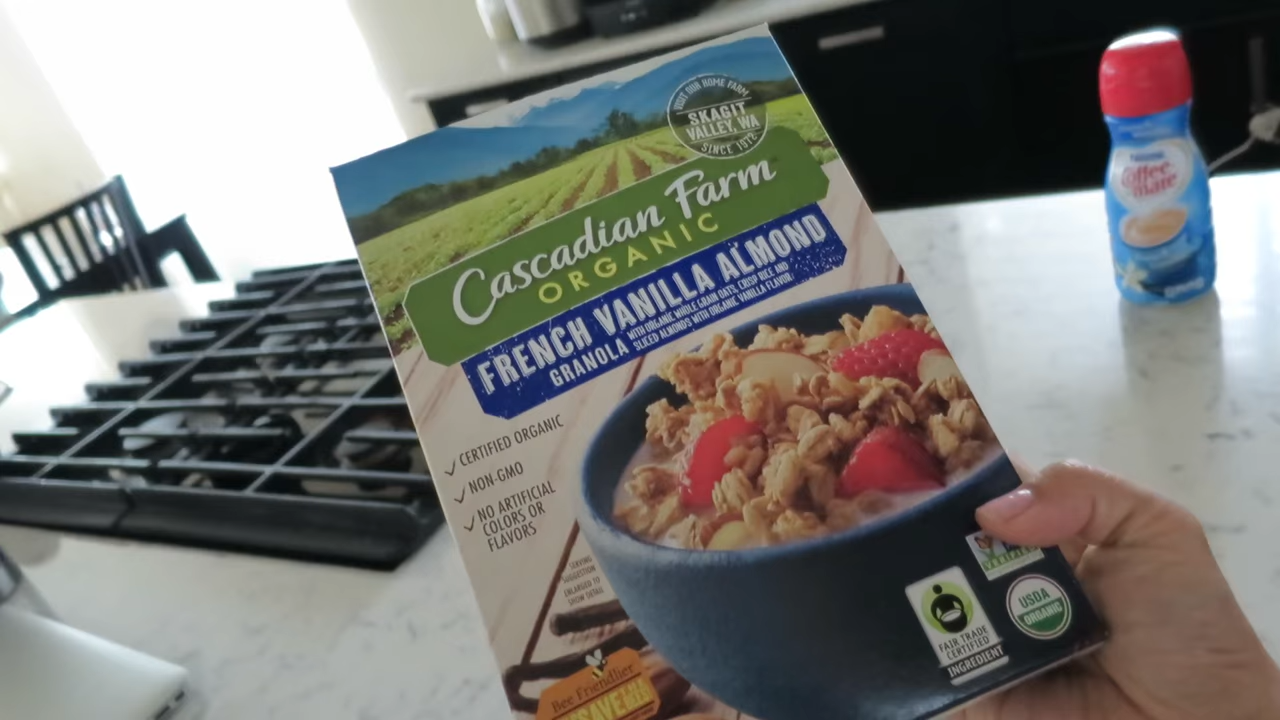 VISIT OUR HOME FARM
SKAGIT
VALLEY, WA
SINCE 1972
Cascadian Farm
ORGANIC
FRENCH VANILLA ALMOND
GRANOLA
WITH ORGANIC WHOLE GRAIN OATS, CRISP RICE AND
SLICED ALMONDS WITH ORGANIC VANILLA FLAVOR.
CERTIFIED ORGANIC
NON-GMO
NO ARTIFICIAL
COLORS OR
FLAVORS
SERVING
SUGGESTION
ENLARGED TO
SHOW DETAIL
Bee Friendlier
VERIFIED
FAIR TRADE
CERTIFIED
INGREDIENT
USDA
ORGANIC
Nestlé
Coffee
mate